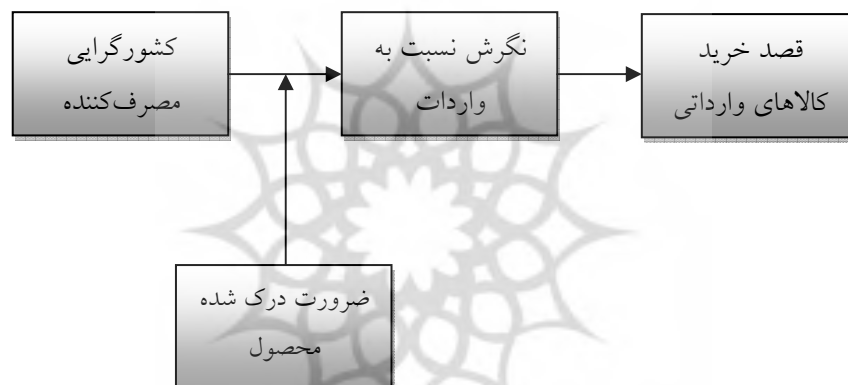 کشورگرایی
مصرف‌کننده
نگرش نسبت به
واردات
قصد خرید
کالاهای وارداتی
ضرورت درک شده
محصول